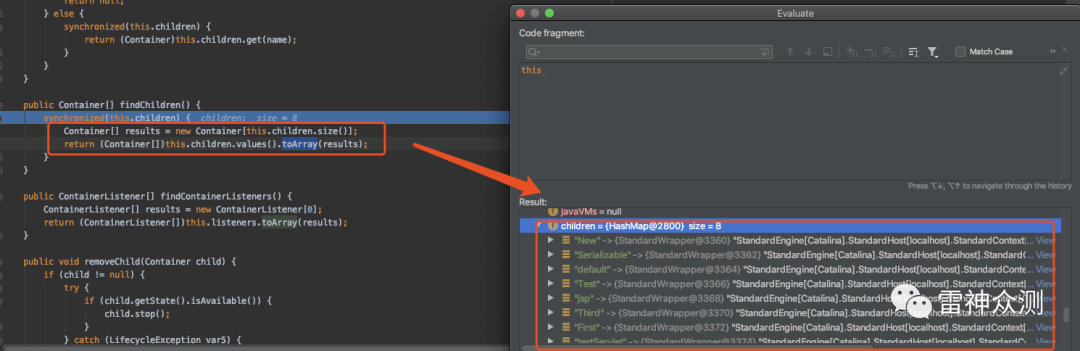 return null;
} else {
synchronized(this.children) {
return (Container)this.children.get(name);
}
}
}
public Container[] findChildren() {
synchronized(this.children) { children: size = 8
Container[] results = new Container[this.children.size()];
return (Container[])this.children.values().toArray(results);
}
}
public ContainerListener[] findContainerListeners() {
ContainerListener[] results = new ContainerListener[0];
return (ContainerListener[])this.listeners.toArray(results);
}
public void removeChild(Container child) {
if (child != null) {
try {
if (child.getState().isAvailable()) {
child.stop();
}
} catch (LifecycleException var5) {
Evaluate
Code fragment:
Match Case
this
Press ⌥↓, ⌥↑ to navigate through the history
Result:
javaVMs = null
children = {HashMap@2800} size = 8
"New" -> {StandardWrapper@3360} "StandardEngine[Catalina].StandardHost[localhost].StandardContext[... View
"Serializable" -> {StandardWrapper@3362} "StandardEngine[Catalina].StandardHost[localhost].Standard... View
"default" -> {StandardWrapper@3364} "StandardEngine[Catalina].StandardHost[localhost].StandardConte... View
"Test" -> {StandardWrapper@3366} "StandardEngine[Catalina].StandardHost[localhost].StandardContext... View
"jsp" -> {StandardWrapper@3368} "StandardEngine[Catalina].StandardHost[localhost].StandardContext[
"Third" -> {StandardWrapper@3370} "StandardEngine[Catalina].StandardHost[localhost].StandardContex
"First" -> {StandardWrapper@3372} "StandardEngine[Catalina].StandardHost[localhost].StandardContext[... View
"testServlet" -> {StandardWrapper@3374} "StandardEngine[Catalina].StandardHost[localhost].StandardC... View
雷神众测